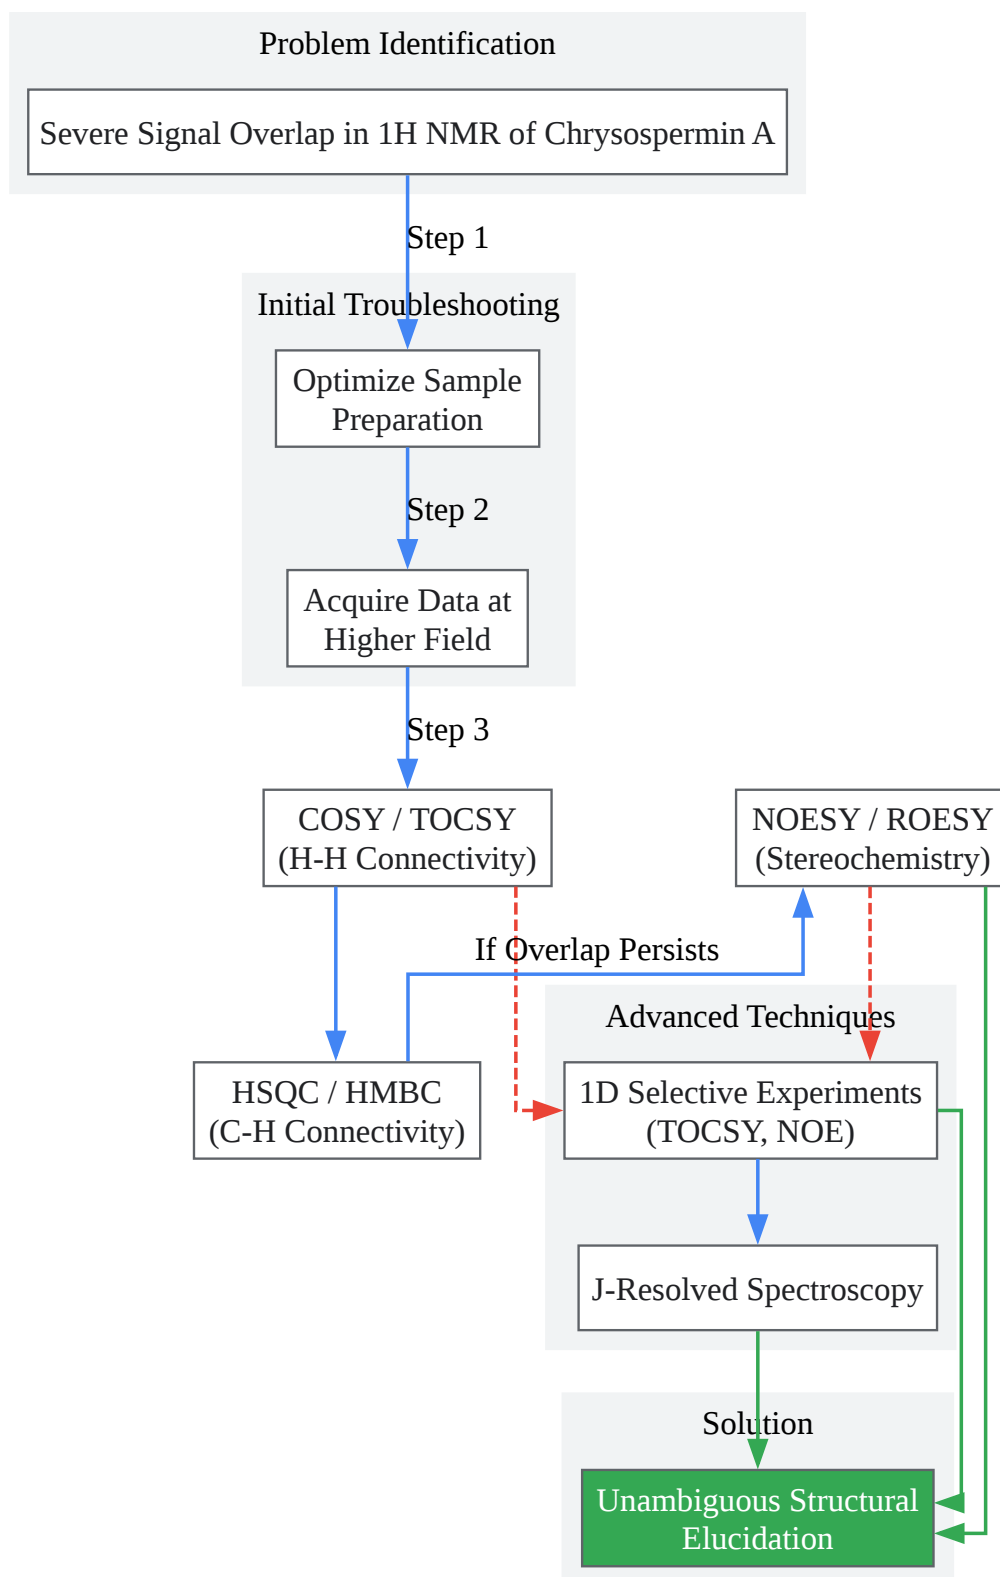 Problem Identification
Severe Signal Overlap in 1H NMR of Chrysospermin A
Step 1
Initial Troubleshooting
Optimize Sample
Preparation
Step 2
Acquire Data at
Higher Field
Step 3
COSY / TOCSY
(H-H Connectivity)
NOESY / ROESY
(Stereochemistry)
If Overlap Persists
Advanced Techniques
HSQC / HMBC
(C-H Connectivity)
1D Selective Experiments
(TOCSY, NOE)
J-Resolved Spectroscopy
Solution
Unambiguous Structural
Elucidation